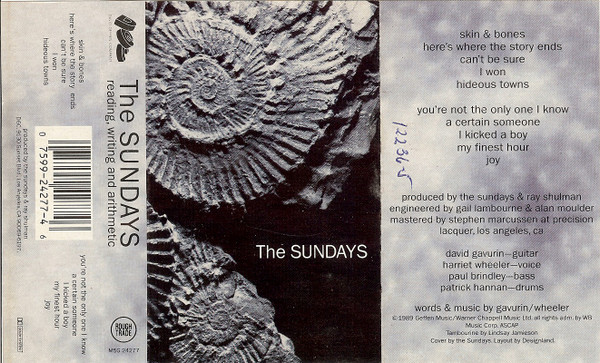 skin & bones
here's where the story ends
can't be sure
I won
hideous towns
you're not the only one I know
a certain someone
I kicked a boy
my finest hour
joy
produced by the sundays & ray shulman
0 7599-24277-4 6
The SUNDAYS
reading, writing and arithmetic
ROUGH TRADE
M5G 24277
The SUNDAYS
skin & bones
here's where the story ends
can't be sure
I won
hideous towns
you're not the only one I know
a certain someone
I kicked a boy
my finest hour
joy
12236-5
produced by the sundays & ray shulman
engineered by gail lambourne & alan moulder
mastered by stephen marcussen at precision
lacquer, los angeles, ca
david gavurin—guitar
harriet wheeler—voice
paul brindley—bass
patrick hannan—drums
words & music by gavurin/wheeler
©1989 Geffen Music/Warner Chappell Music Ltd. all rights adm. by WB
Music Corp. ASCAP
Tambourine by Lindsay Jamieson
Cover by the Sundays. Layout by Designland.